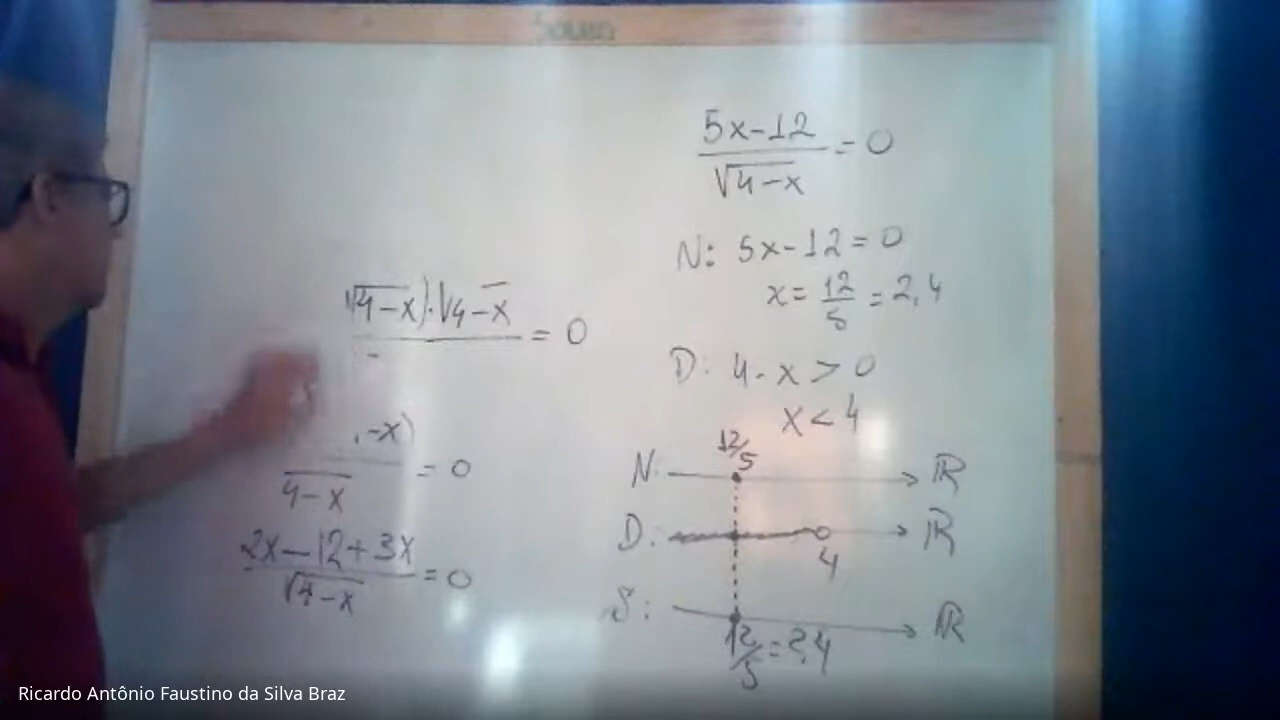 √4-x)·√4-x = 0
-x) / 4-x = 0
2x-12+3x / √4-x = 0
5x-12 / √4-x = 0
N: 5x-12=0
x= 12/5 = 2,4
D: 4-x>0
x<4
12/5
N: ℝ
D: ℝ
4
S: ℝ
12/5=2,4
Ricardo Antônio Faustino da Silva Braz